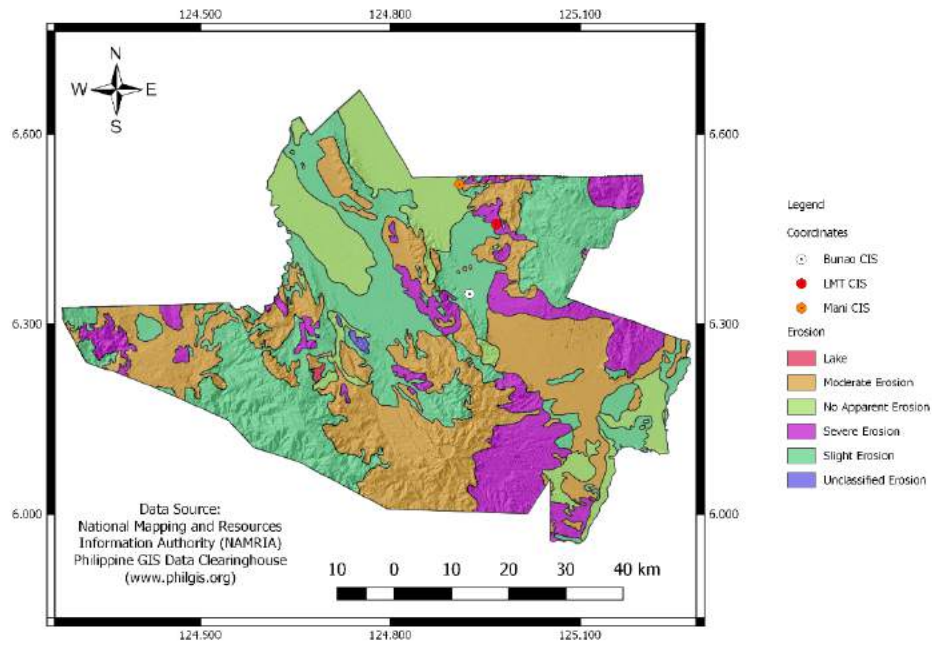 124.500 124.800 125.100
N
W E
S
6.600 6.600
6.300 6.300
6.000 6.000
Legend
Coordinates
Bunao CIS
LMT CIS
Mani CIS
Erosion
Lake
Moderate Erosion
No Apparent Erosion
Severe Erosion
Slight Erosion
Unclassified Erosion
Data Source:
National Mapping and Resources
Information Authority (NAMRIA)
Philippine GIS Data Clearinghouse
(www.philgis.org)
10 0 10 20 30 40 km
124.500 124.800 125.100